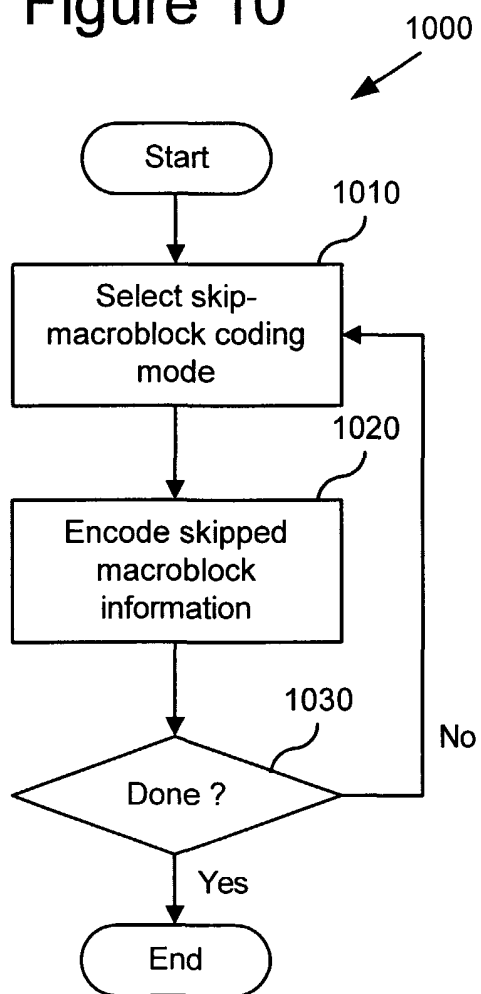 Figure 10
1000
Start
1010
Select skip-
macroblock coding
mode
1020
Encode skipped
macroblock
information
1030
Done ?
No
Yes
End